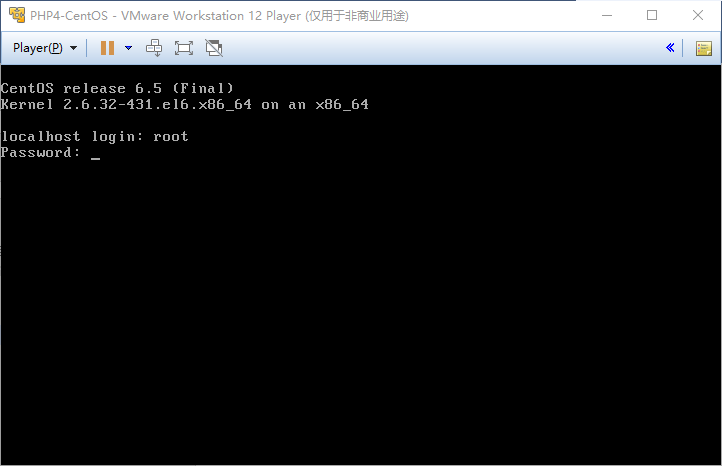 PHP4-CentOS - VMware Workstation 12 Player (仅用于非商业用途)
Player(P)
CentOS release 6.5 (Final)
Kernel 2.6.32-431.el6.x86_64 on an x86_64
localhost login: root
Password: _